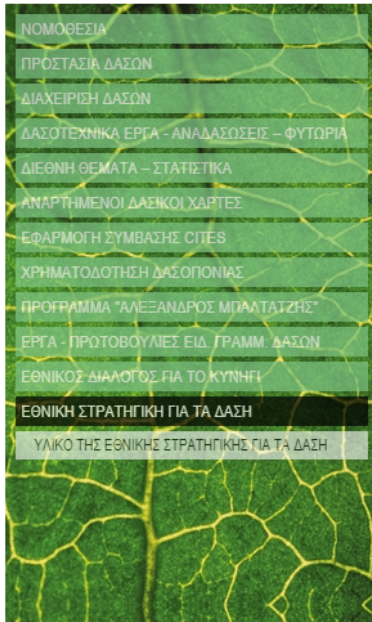 ΝΟΜΟΘΕΣΙΑ
ΠΡΟΣΤΑΣΙΑ ΔΑΣΩΝ
ΔΙΑΧΕΙΡΙΣΗ ΔΑΣΩΝ
ΔΑΣΟΤΕΧΝΙΚΑ ΕΡΓΑ - ΑΝΑΔΑΣΩΣΕΙΣ – ΦΥΤΩΡΙΑ
ΔΙΕΘΝΗ ΘΕΜΑΤΑ – ΣΤΑΤΙΣΤΙΚΑ
ΑΝΑΡΤΗΜΕΝΟΙ ΔΑΣΙΚΟΙ ΧΑΡΤΕΣ
ΕΦΑΡΜΟΓΗ ΣΥΜΒΑΣΗΣ CITES
ΧΡΗΜΑΤΟΔΟΤΗΣΗ ΔΑΣΟΠΟΝΙΑΣ
ΠΡΟΓΡΑΜΜΑ "ΑΛΕΞΑΝΔΡΟΣ ΜΠΑΛΤΑΤΖΗΣ"
ΕΡΓΑ - ΠΡΩΤΟΒΟΥΛΙΕΣ ΕΙΔ. ΓΡΑΜΜ. ΔΑΣΩΝ
ΕΘΝΙΚΟΣ ΔΙΑΛΟΓΟΣ ΓΙΑ ΤΟ ΚΥΝΗΓΙ
ΕΘΝΙΚΗ ΣΤΡΑΤΗΓΙΚΗ ΓΙΑ ΤΑ ΔΑΣΗ
ΥΛΙΚΟ ΤΗΣ ΕΘΝΙΚΗΣ ΣΤΡΑΤΗΓΙΚΗΣ ΓΙΑ ΤΑ ΔΑΣΗ